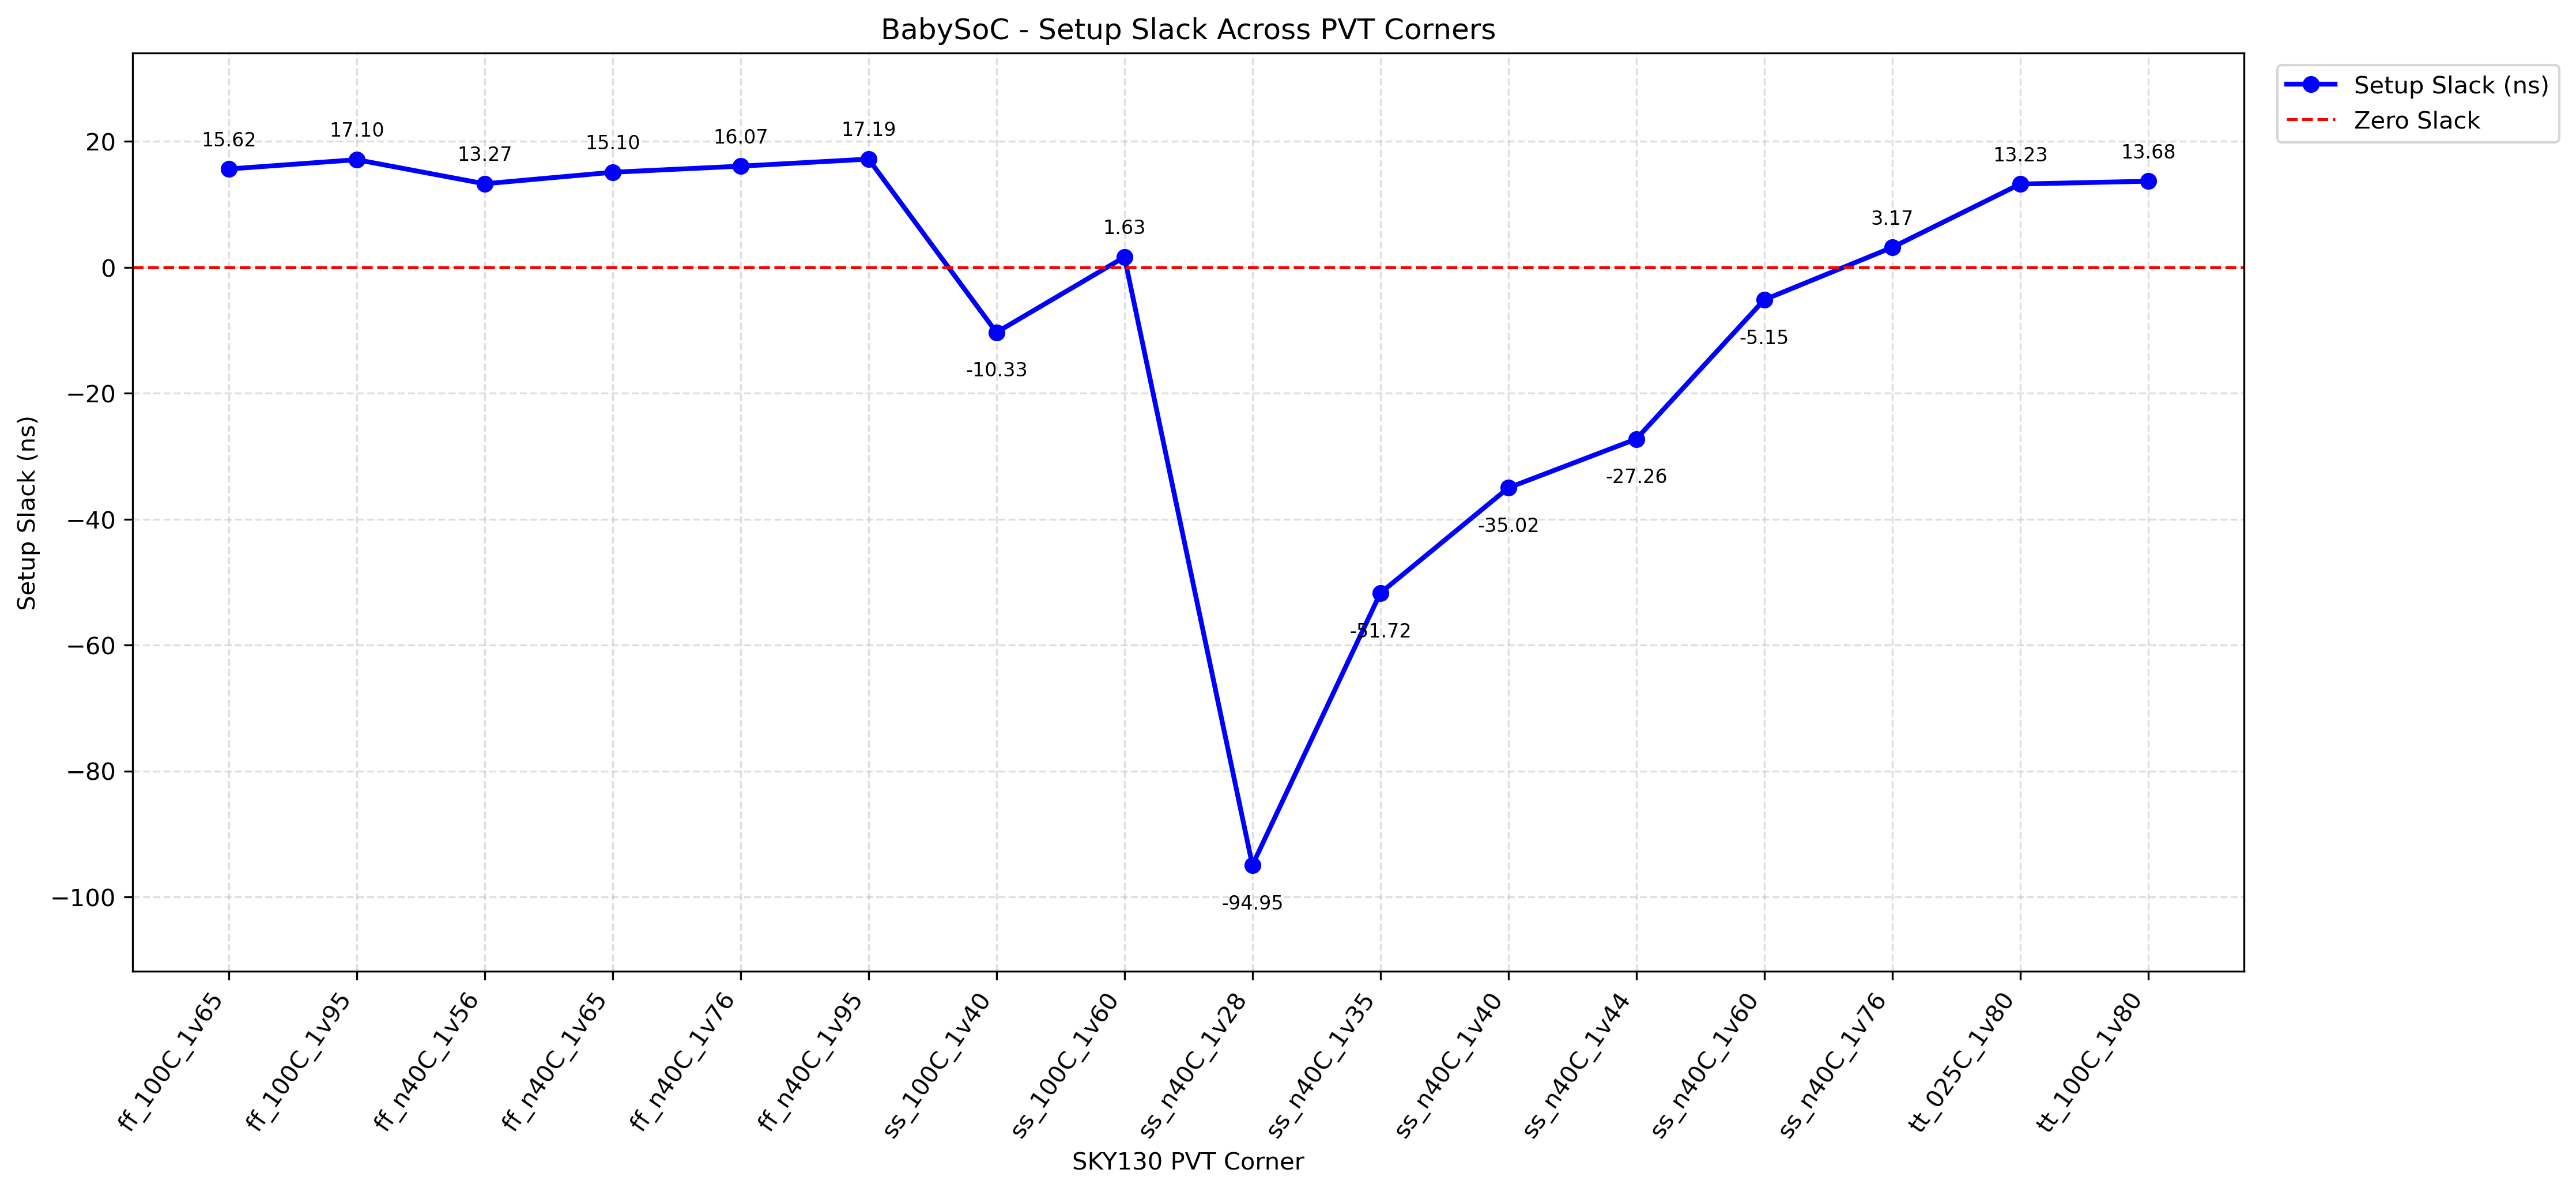 BabySoC - Setup Slack Across PVT Corners
Setup Slack (ns)
Zero Slack
Setup Slack (ns)
20
0
−20
−40
−60
−80
−100
15.62
17.10
13.27
15.10
16.07
17.19
-10.33
1.63
-94.95
-51.72
-35.02
-27.26
-5.15
3.17
13.23
13.68
ff_100C_1v65
ff_100C_1v95
ff_n40C_1v56
ff_n40C_1v65
ff_n40C_1v76
ff_n40C_1v95
ss_100C_1v40
ss_100C_1v60
ss_n40C_1v28
ss_n40C_1v35
ss_n40C_1v40
ss_n40C_1v44
ss_n40C_1v60
ss_n40C_1v76
tt_025C_1v80
tt_100C_1v80
SKY130 PVT Corner